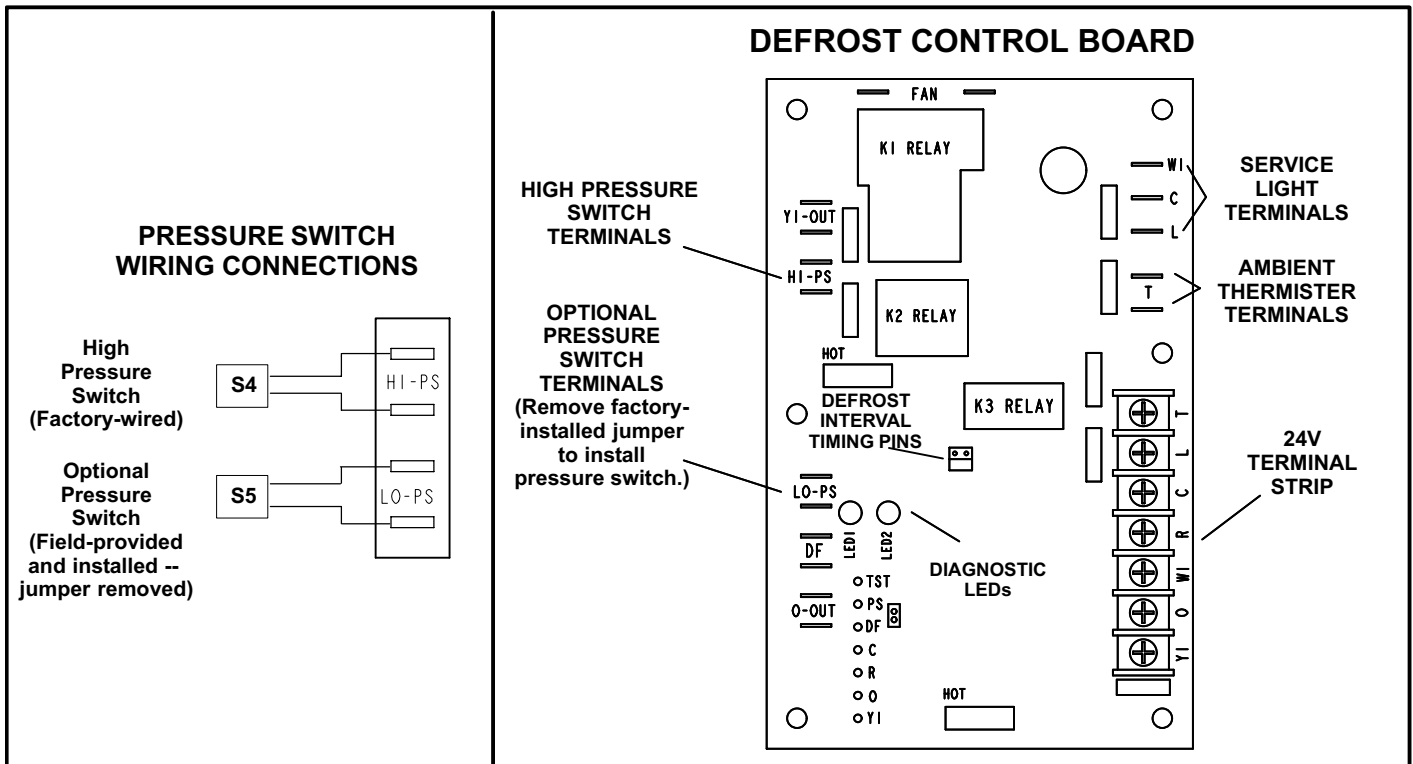 PRESSURE SWITCH
WIRING CONNECTIONS
High
Pressure
Switch
(Factory-wired)
S4
HI-PS
Optional
Pressure
Switch
(Field-provided
and installed --
jumper removed)
S5
LO-PS
DEFROST CONTROL BOARD
FAN
K1 RELAY
HIGH PRESSURE
SWITCH
TERMINALS
Y1-OUT
HI-PS
W1
C
L
SERVICE
LIGHT
TERMINALS
T
AMBIENT
THERMISTER
TERMINALS
OPTIONAL
PRESSURE
SWITCH
TERMINALS
(Remove factory-
installed jumper
to install
pressure switch.)
K2 RELAY
HOT
DEFROST
INTERVAL
TIMING PINS
K3 RELAY
T
L
C
R
W1
O
Y1
24V
TERMINAL
STRIP
LO-PS
LED1
LED2
DIAGNOSTIC
LEDs
DF
O-OUT
TST
PS
DF
C
R
O
Y1
HOT